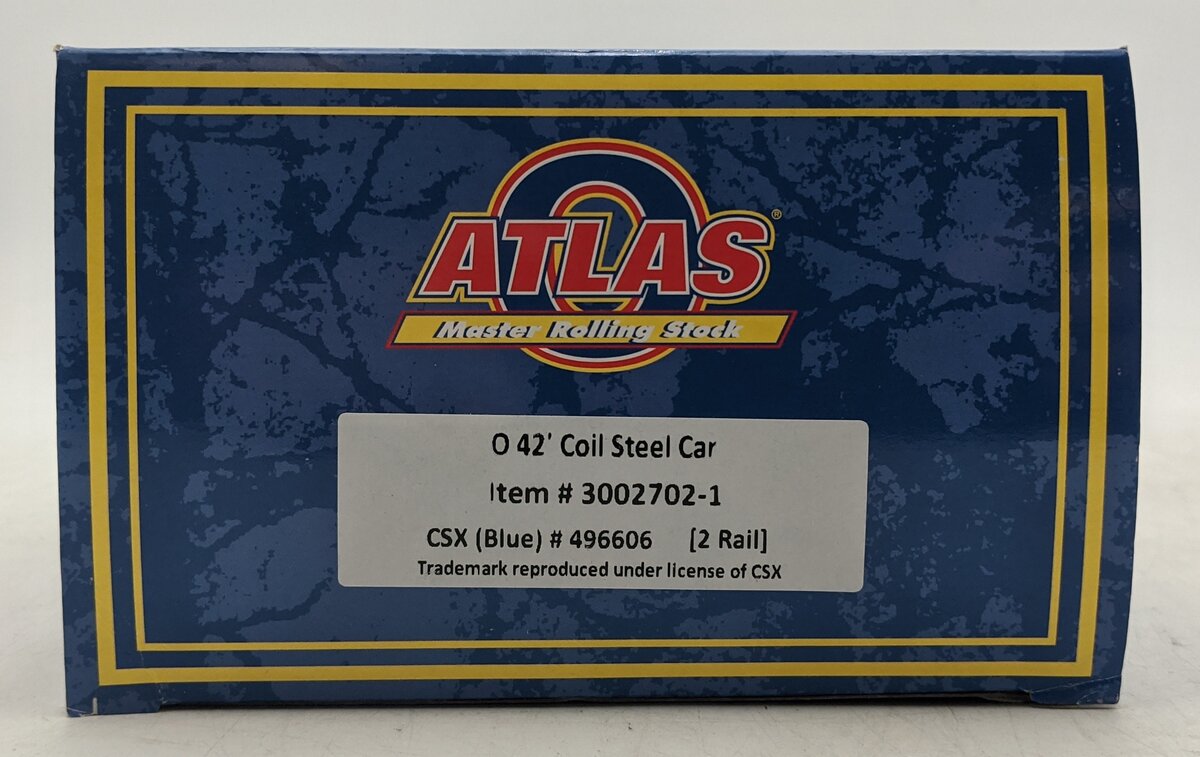 ATLAS®
O
Master Rolling Stock
O 42' Coil Steel Car
Item # 3002702-1
CSX (Blue) # 496606 [2 Rail]
Trademark reproduced under license of CSX